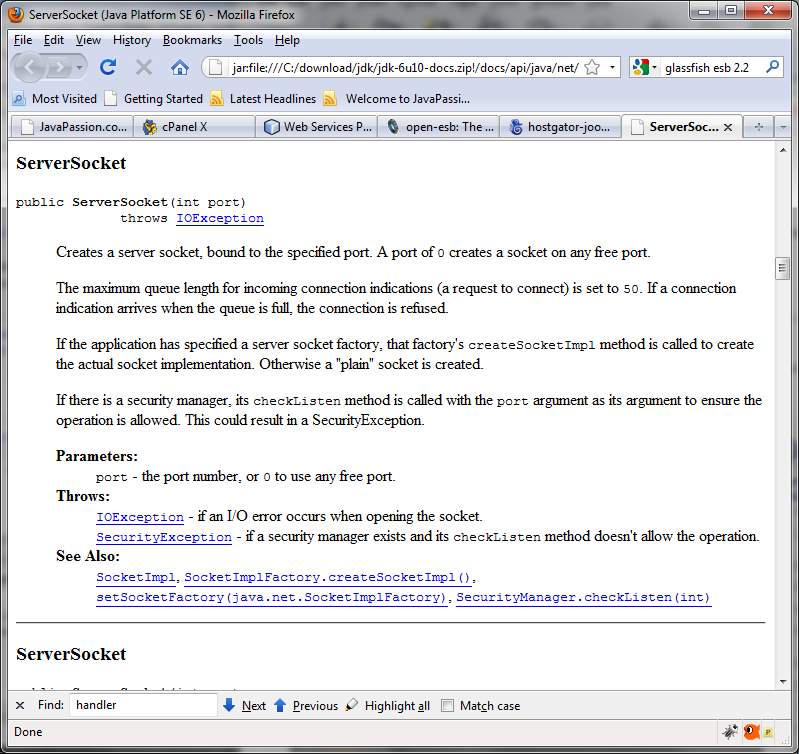 ServerSocket (Java Platform SE 6) - Mozilla Firefox
File Edit View History Bookmarks Tools Help
jar:file:///C:/download/jdk/jdk-6u10-docs.zip!/docs/api/java/net/ glassfish esb 2.2
Most Visited Getting Started Latest Headlines Welcome to JavaPassi...
JavaPassion.co... cPanel X Web Services P... open-esb: The ... hostgator-joo... ServerSoc...
ServerSocket
public ServerSocket(int port)
throws IOException
Creates a server socket, bound to the specified port. A port of 0 creates a socket on any free port.
The maximum queue length for incoming connection indications (a request to connect) is set to 50. If a connection
indication arrives when the queue is full, the connection is refused.
If the application has specified a server socket factory, that factory's createSocketImpl method is called to create
the actual socket implementation. Otherwise a "plain" socket is created.
If there is a security manager, its checkListen method is called with the port argument as its argument to ensure the
operation is allowed. This could result in a SecurityException.
Parameters:
port - the port number, or 0 to use any free port.
Throws:
IOException - if an I/O error occurs when opening the socket.
SecurityException - if a security manager exists and its checkListen method doesn't allow the operation.
See Also:
SocketImpl, SocketImplFactory.createSocketImpl(),
setSocketFactory(java.net.SocketImplFactory), SecurityManager.checkListen(int)
ServerSocket
Find: handler Next Previous Highlight all Match case
Done